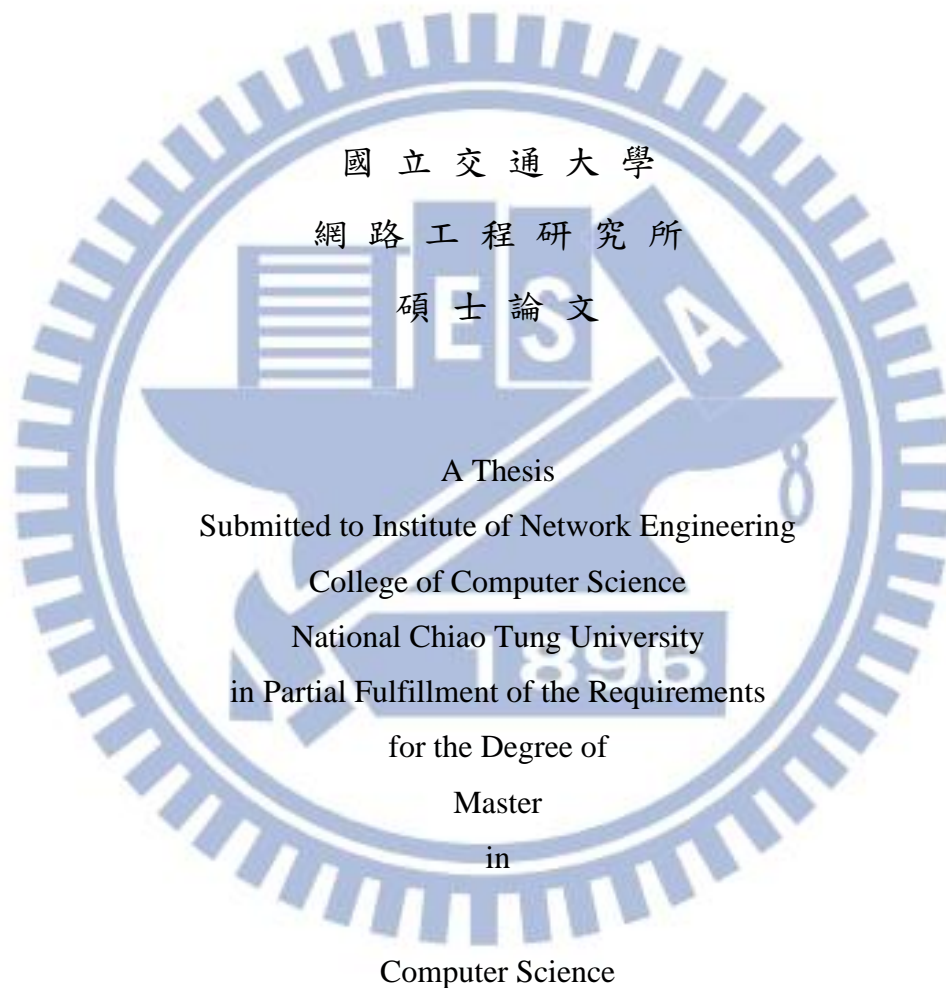 國 立 交 通 大 學
網 路 工 程 研 究 所
碩 士 論 文
E S A
A Thesis
Submitted to Institute of Network Engineering
College of Computer Science
National Chiao Tung University
1896
in Partial Fulfillment of the Requirements
for the Degree of
Master
in
Computer Science